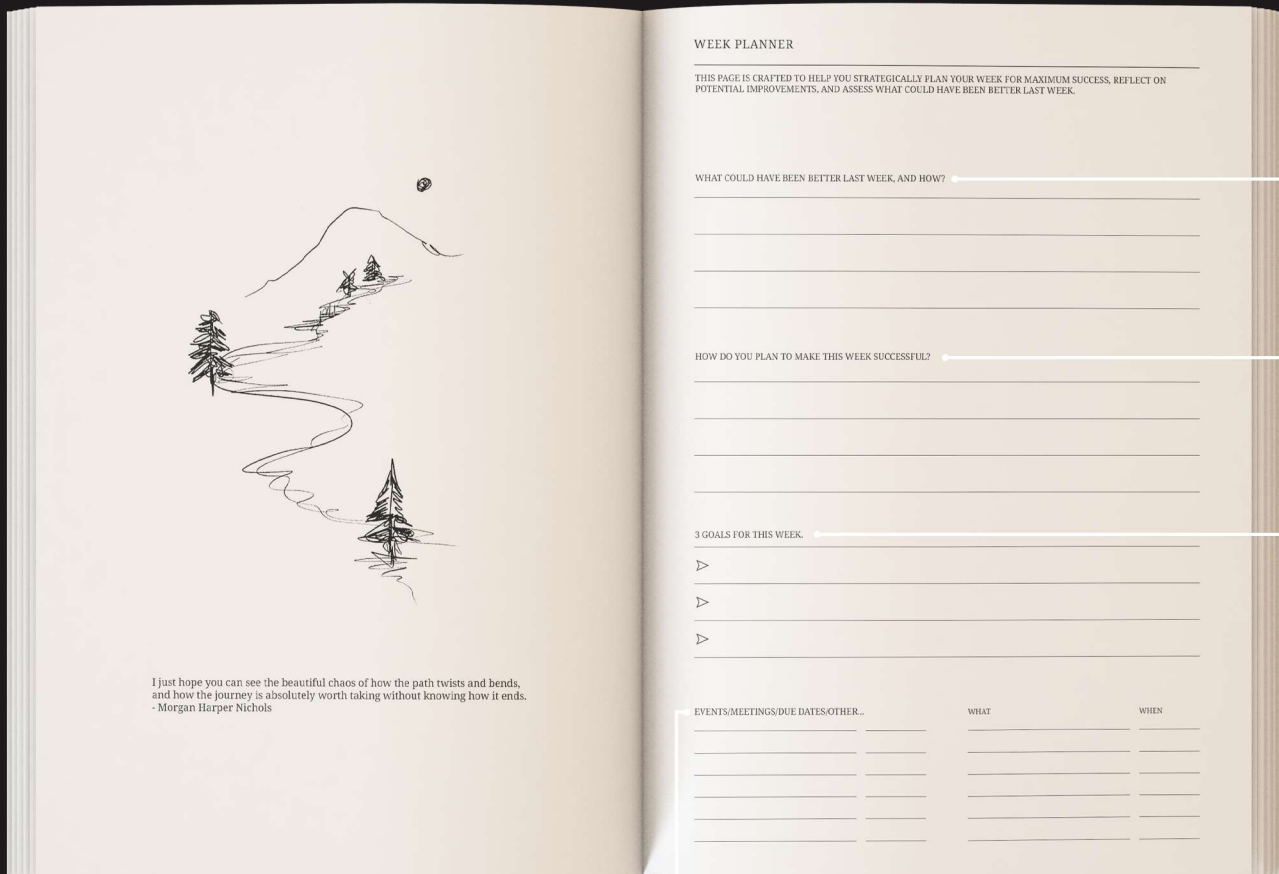 I just hope you can see the beautiful chaos of how the path twists and bends,
and how the journey is absolutely worth taking without knowing how it ends.
- Morgan Harper Nichols
WEEK PLANNER
THIS PAGE IS CRAFTED TO HELP YOU STRATEGICALLY PLAN YOUR WEEK FOR MAXIMUM SUCCESS, REFLECT ON
POTENTIAL IMPROVEMENTS, AND ASSESS WHAT COULD HAVE BEEN BETTER LAST WEEK.
WHAT COULD HAVE BEEN BETTER LAST WEEK, AND HOW?
HOW DO YOU PLAN TO MAKE THIS WEEK SUCCESSFUL?
3 GOALS FOR THIS WEEK.
EVENTS/MEETINGS/DUE DATES/OTHER... WHAT WHEN